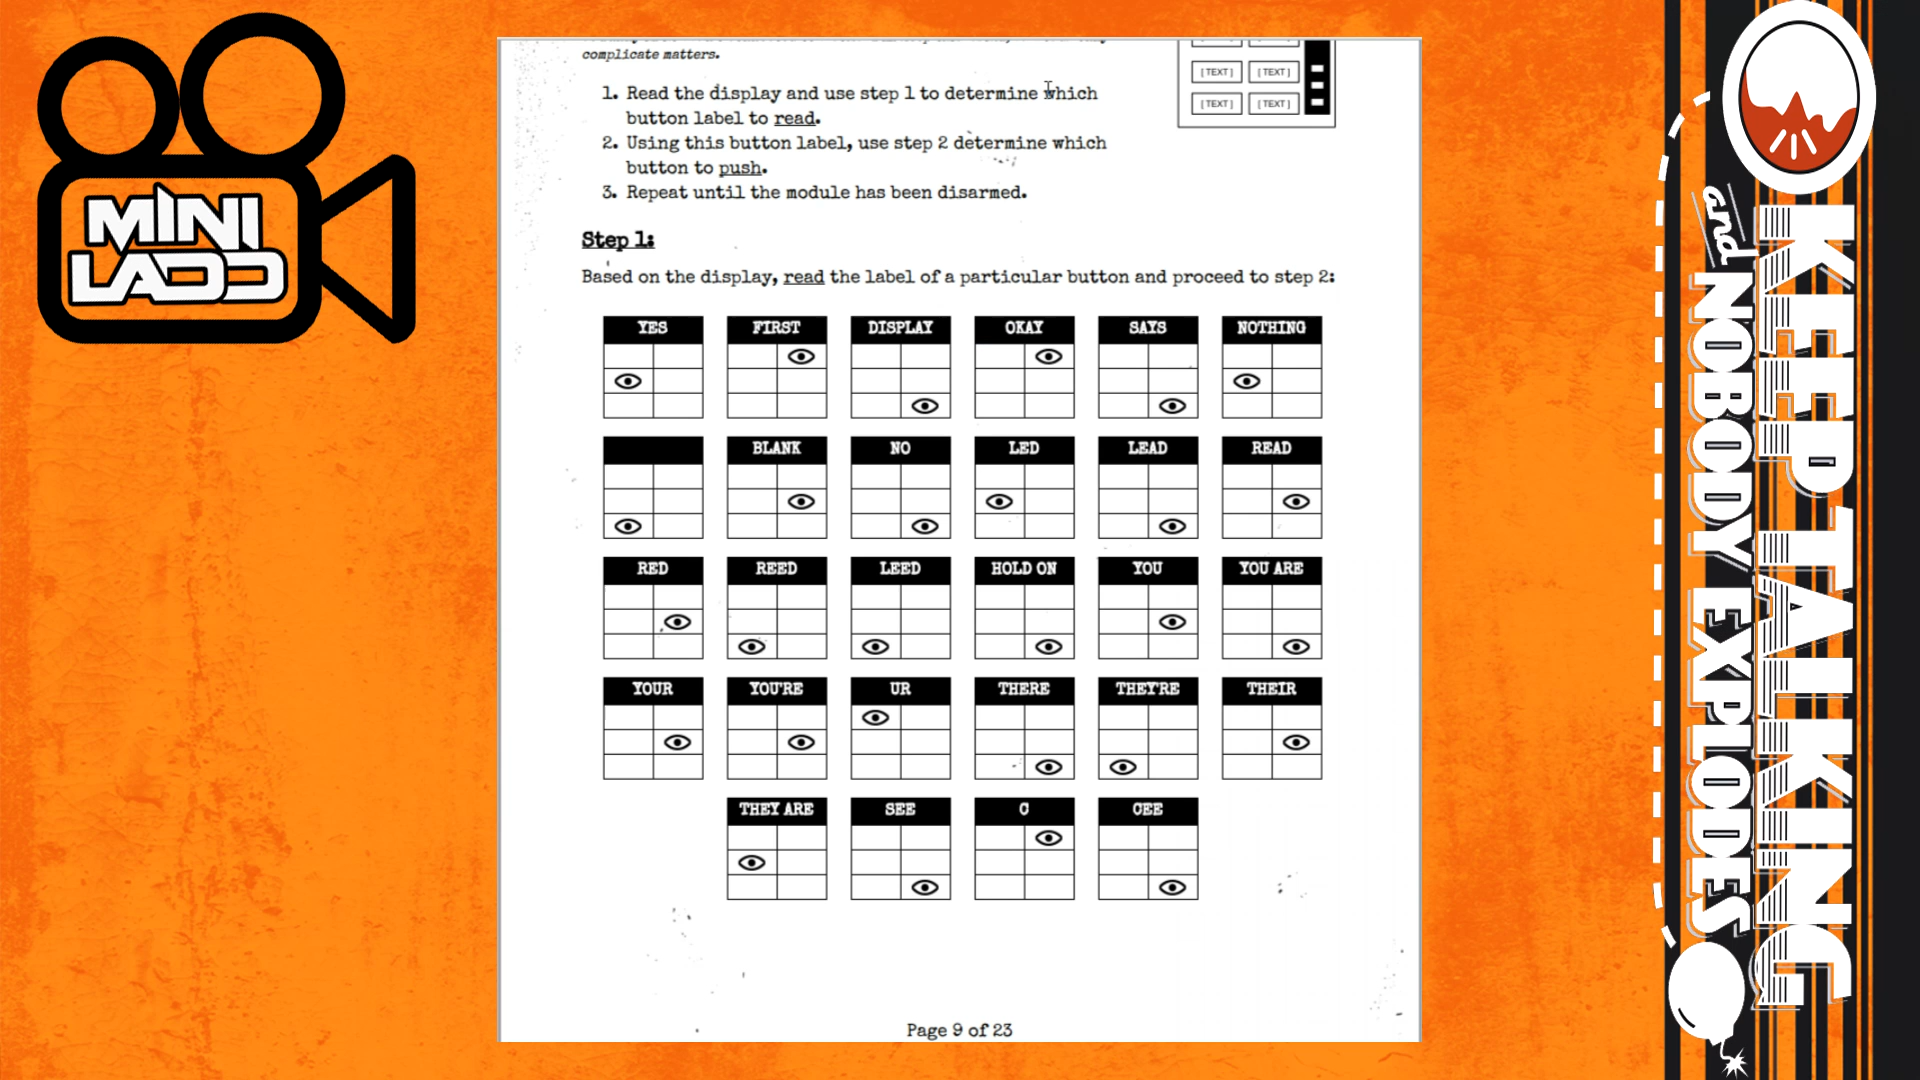 MINI
LADD
complicate matters.
[TEXT] [TEXT]
[TEXT] [TEXT]
1. Read the display and use step 1 to determine which
button label to read.
2. Using this button label, use step 2 determine which
button to push.
3. Repeat until the module has been disarmed.
Step 1:
Based on the display, read the label of a particular button and proceed to step 2:
YES FIRST DISPLAY OKAY SAYS NOTHING
BLANK NO LED LEAD READ
RED REED LEED HOLD ON YOU YOU ARE
YOUR YOU'RE UR THERE THEY'RE THEIR
THEY ARE SEE C CEE
Page 9 of 23
KEEP TALKING
and NOBODY EXPLODES